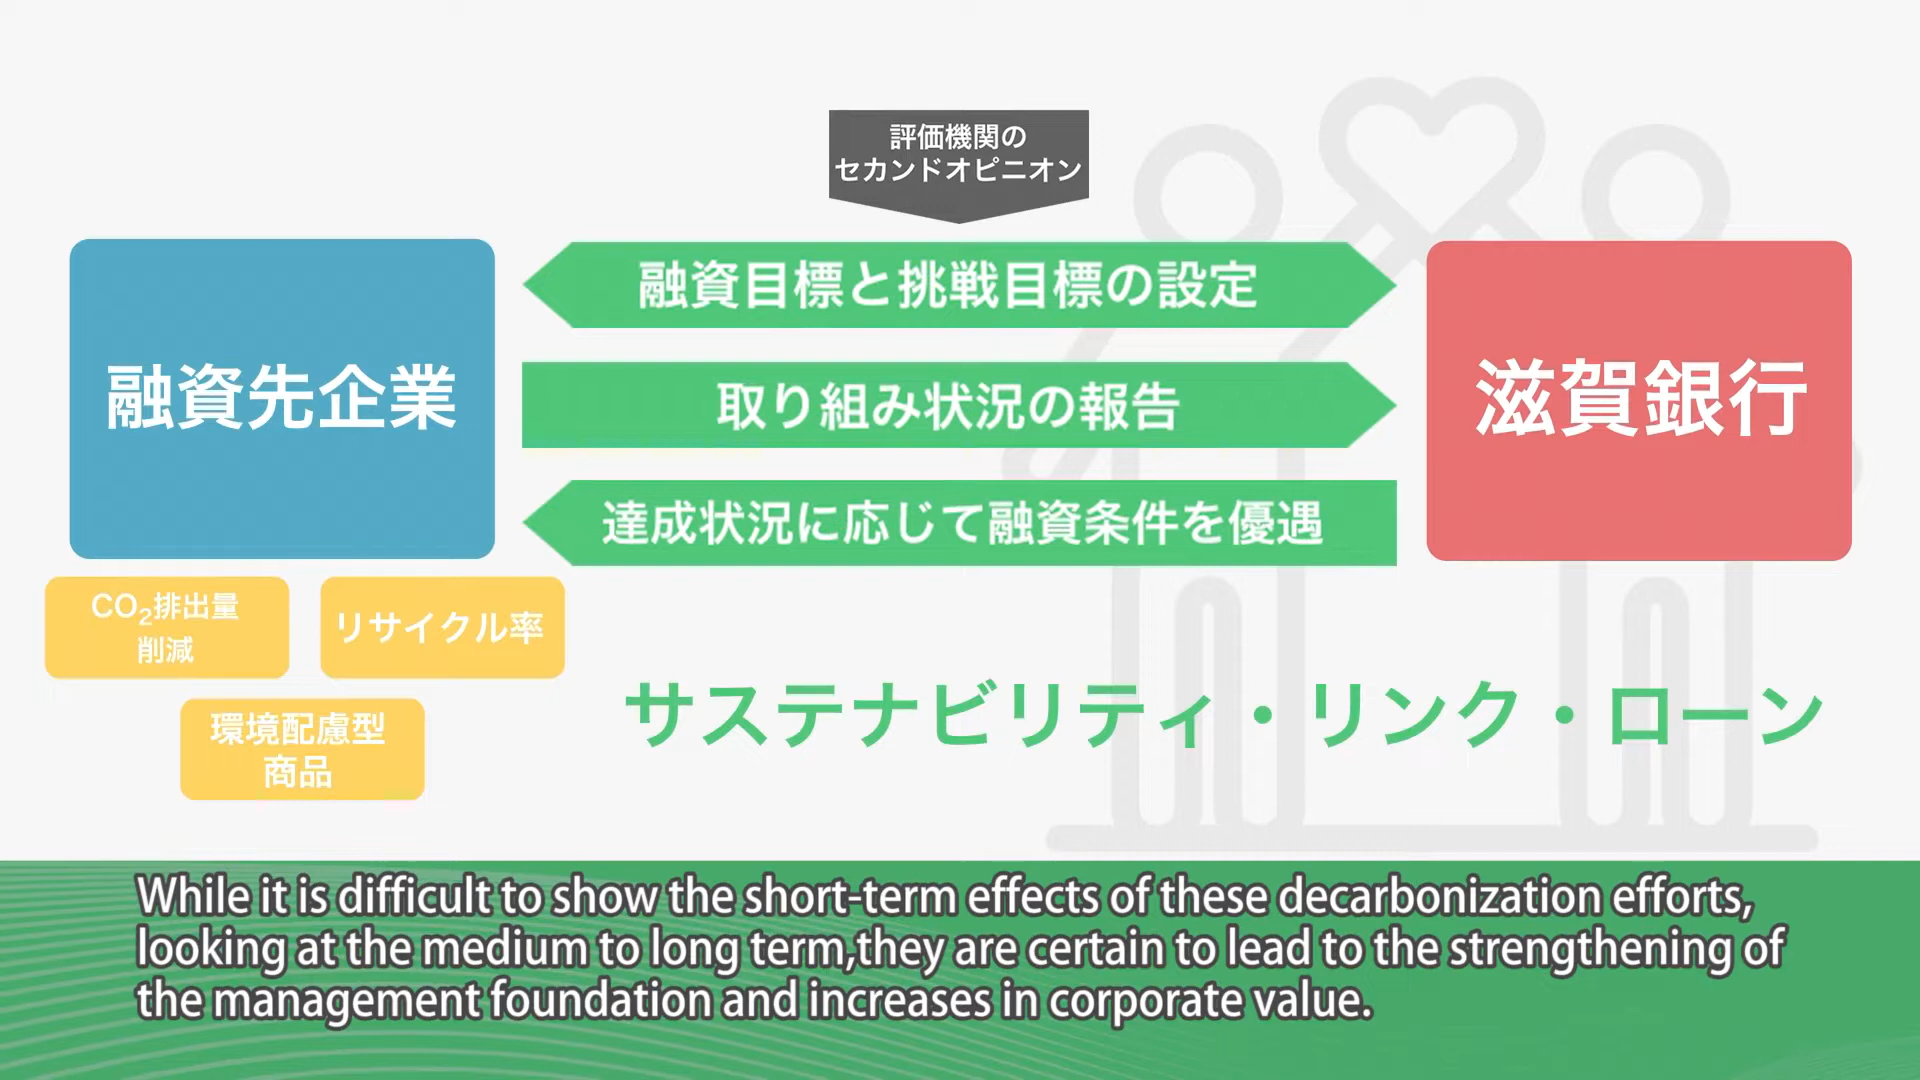 評価機関の
セカンドオピニオン
融資目標と挑戦目標の設定
融資先企業
取り組み状況の報告
滋賀銀行
達成状況に応じて融資条件を優遇
CO₂排出量
削減
リサイクル率
環境配慮型
商品
サステナビリティ・リンク・ローン
While it is difficult to show the short-term effects of these decarbonization efforts,
looking at the medium to long term,they are certain to lead to the strengthening of
the management foundation and increases in corporate value.